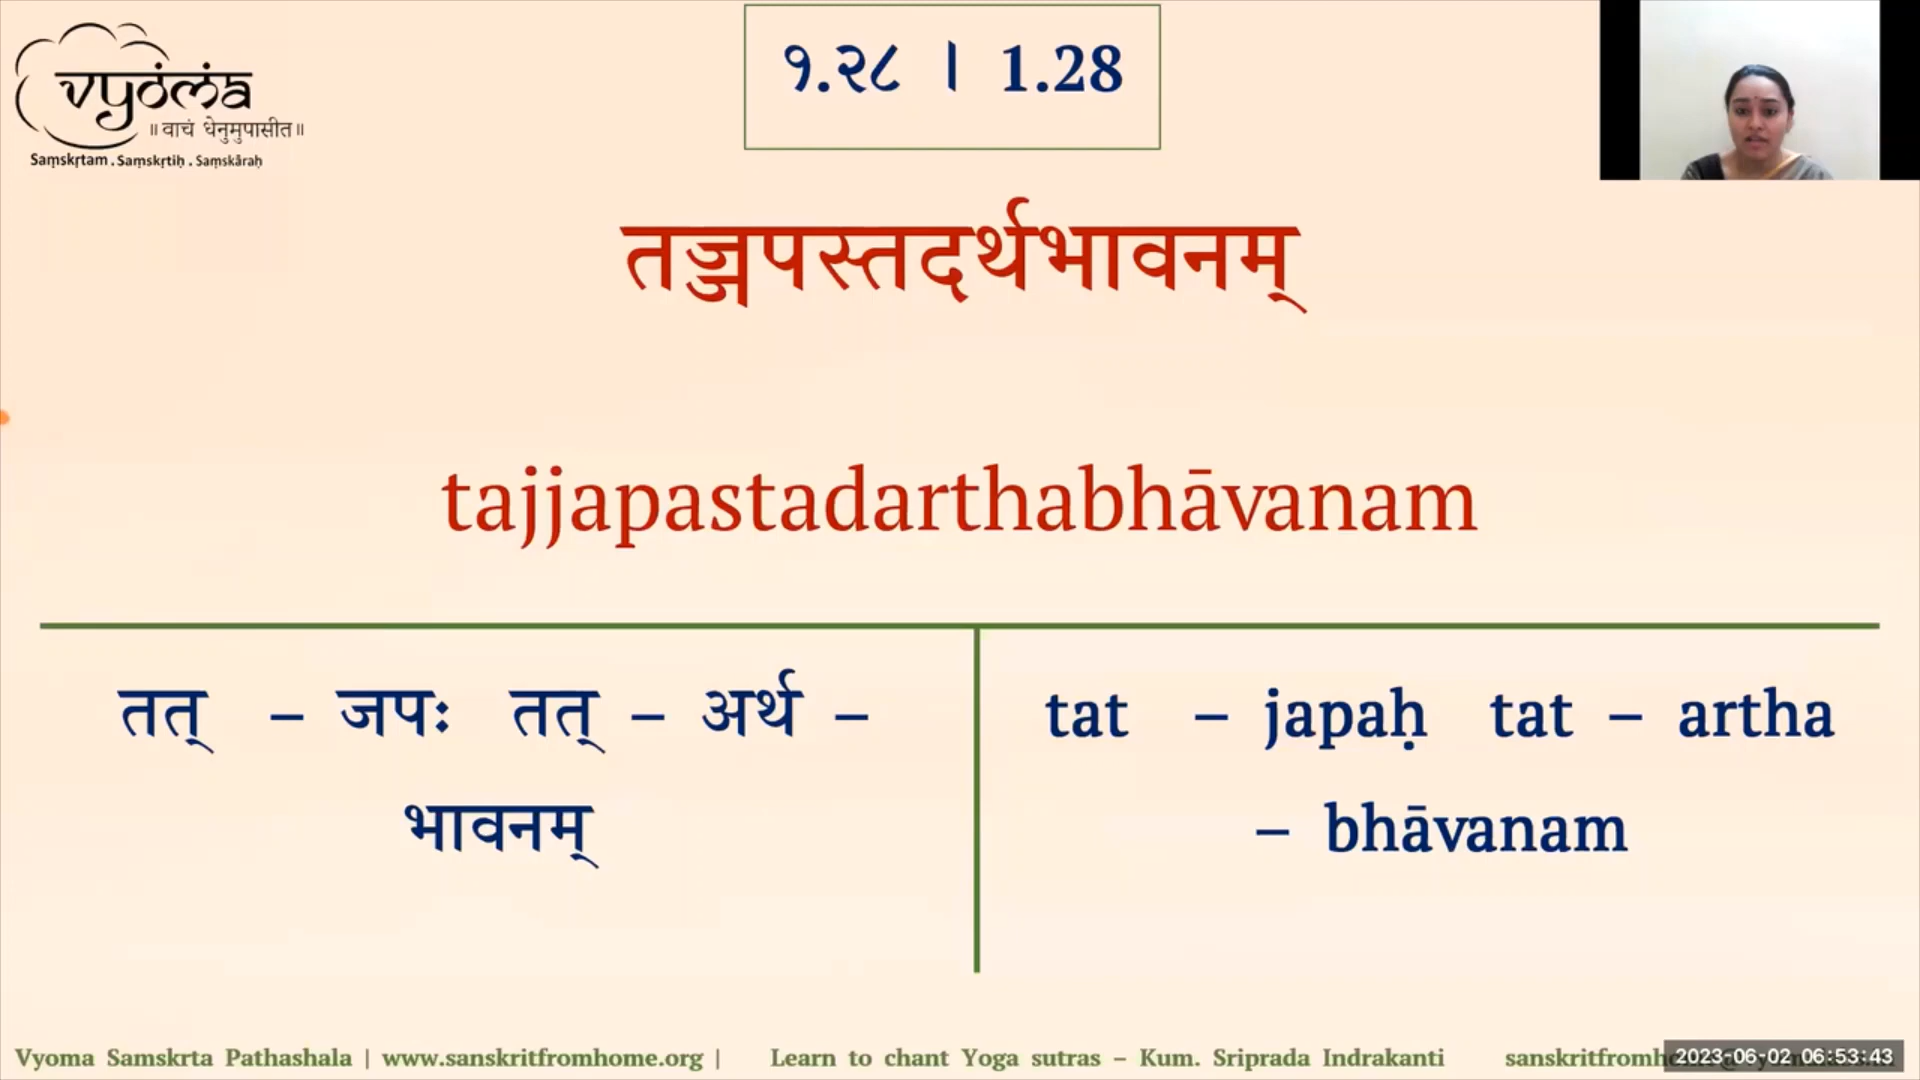 vyoma
॥ वाचं धेनुमुपासीत॥
Saṃskṛtam . Saṃskṛtiḥ . Saṃskāraḥ
१.२८ । 1.28
तज्जपस्तदर्थभावनम्
tajjapastadarthabhāvanam
तत् – जपः तत् – अर्थ –
भावनम्
tat – japaḥ tat – artha
– bhāvanam
Vyoma Samskrta Pathashala | www.sanskritfromhome.org | Learn to chant Yoga sutras – Kum. Sriprada Indrakanti
2023-06-02 06:53:43